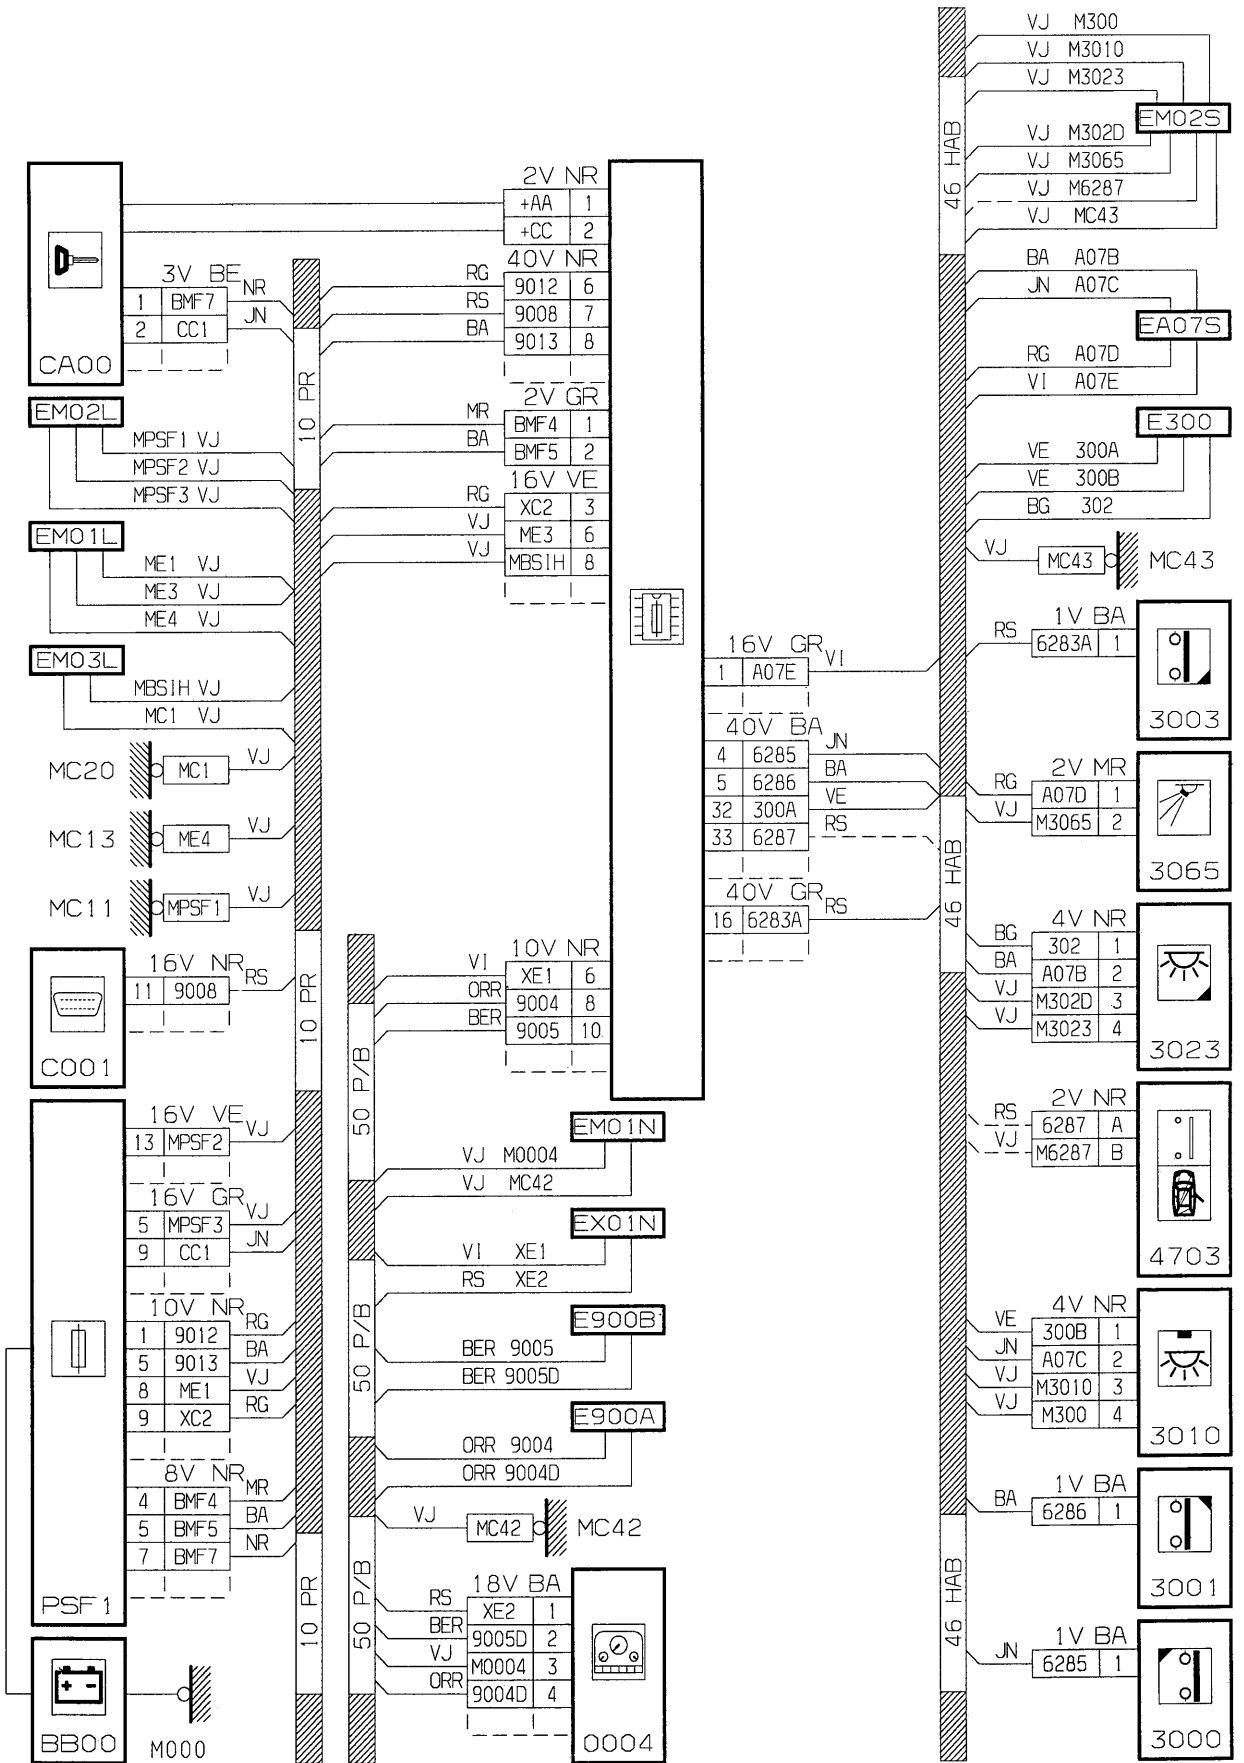 2V NR
+AA 1
+CC 2
40V NR
RG 9012 6
RS 9008 7
BA 9013 8
2V GR
MR BMF4 1
BA BMF5 2
16V VE
RG XC2 3
VJ ME3 6
VJ MBSIH 8
3V BE
1 BMF7 NR
2 CC1 JN
CA00
10 PR
EM02L
MPSF1 VJ
MPSF2 VJ
MPSF3 VJ
EM01L
ME1 VJ
ME3 VJ
ME4 VJ
EM03L
MBSIH VJ
MC1 VJ
MC20 MC1 VJ
MC13 ME4 VJ
MC11 MPSF1 VJ
16V NR
11 9008 RS
C001
10 PR
16V VE
13 MPSF2 VJ
16V GR
5 MPSF3 VJ
9 CC1 JN
10V NR
1 9012 RG
5 9013 BA
8 ME1 VJ
9 XC2 RG
8V NR
4 BMF4 MR
5 BMF5 BA
7 BMF7 NR
PSF1
10 PR
+ -
BB00
M000
10V NR
VI XE1 6
ORR 9004 8
BER 9005 10
50 P/B
EM01N
VJ M0004
VJ MC42
EX01N
VI XE1
RS XE2
50 P/B
E900B
BER 9005
BER 9005D
E900A
ORR 9004
ORR 9004D
VJ MC42 MC42
50 P/B
18V BA
RS XE2 1
BER 9005D 2
VJ M0004 3
ORR 9004D 4
0004
16V GR
1 A07E VI
40V BA
4 6285 JN
5 6286 BA
32 300A VE
33 6287 RS
40V GR
16 6283A RS
46 HAB
VJ M300
VJ M3010
VJ M3023
EM02S
VJ M302D
VJ M3065
VJ M6287
VJ MC43
BA A07B
JN A07C
EA07S
RG A07D
VI A07E
E300
VE 300A
VE 300B
BG 302
VJ MC43 MC43
1V BA
RS 6283A 1
3003
2V MR
RG A07D 1
VJ M3065 2
3065
46 HAB
4V NR
BG 302 1
BA A07B 2
VJ M302D 3
VJ M3023 4
3023
2V NR
RS 6287 A
VJ M6287 B
4703
4V NR
VE 300B 1
JN A07C 2
VJ M3010 3
VJ M300 4
3010
1V BA
BA 6286 1
3001
46 HAB
1V BA
JN 6285 1
3000